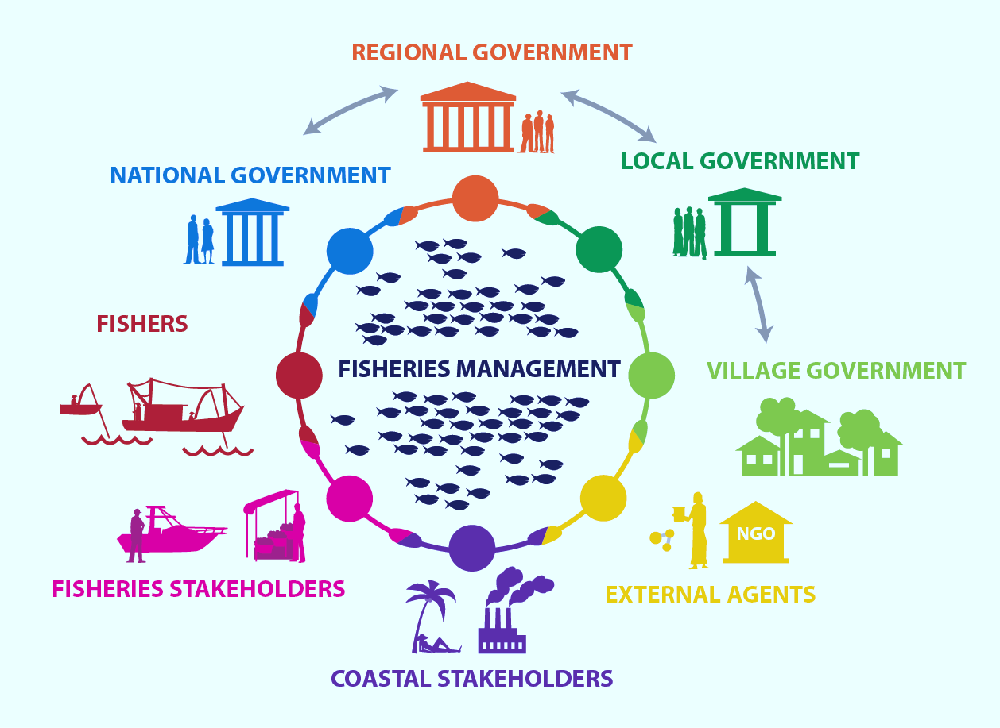 REGIONAL GOVERNMENT
NATIONAL GOVERNMENT
LOCAL GOVERNMENT
FISHERS
FISHERIES MANAGEMENT
VILLAGE GOVERNMENT
NGO
FISHERIES STAKEHOLDERS
EXTERNAL AGENTS
COASTAL STAKEHOLDERS